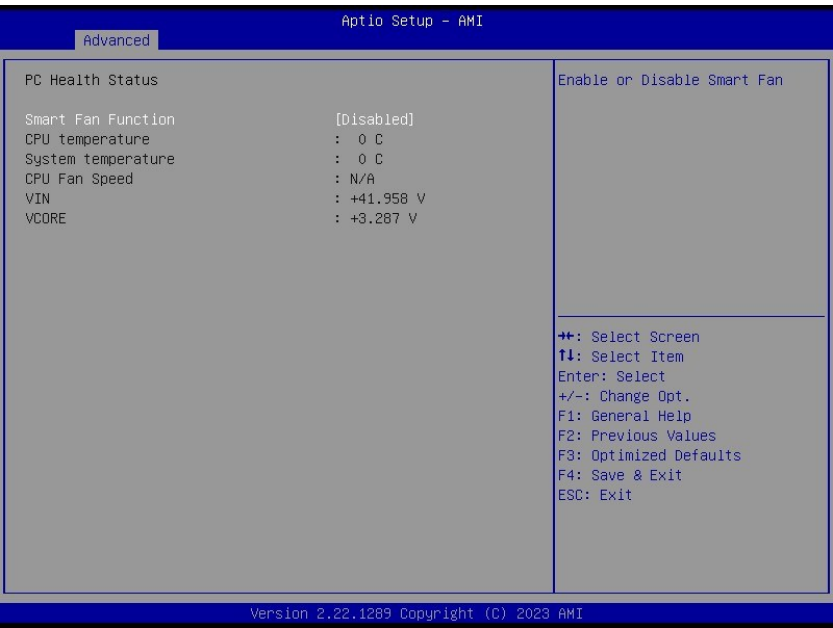 Aptio Setup - AMI
Advanced
PC Health Status
Smart Fan Function [Disabled]
CPU temperature : 0 C
System temperature : 0 C
CPU Fan Speed : N/A
VIN : +41.958 V
VCORE : +3.287 V
Enable or Disable Smart Fan
→←: Select Screen
↑↓: Select Item
Enter: Select
+/-: Change Opt.
F1: General Help
F2: Previous Values
F3: Optimized Defaults
F4: Save & Exit
ESC: Exit
Version 2.22.1289 Copyright (C) 2023 AMI